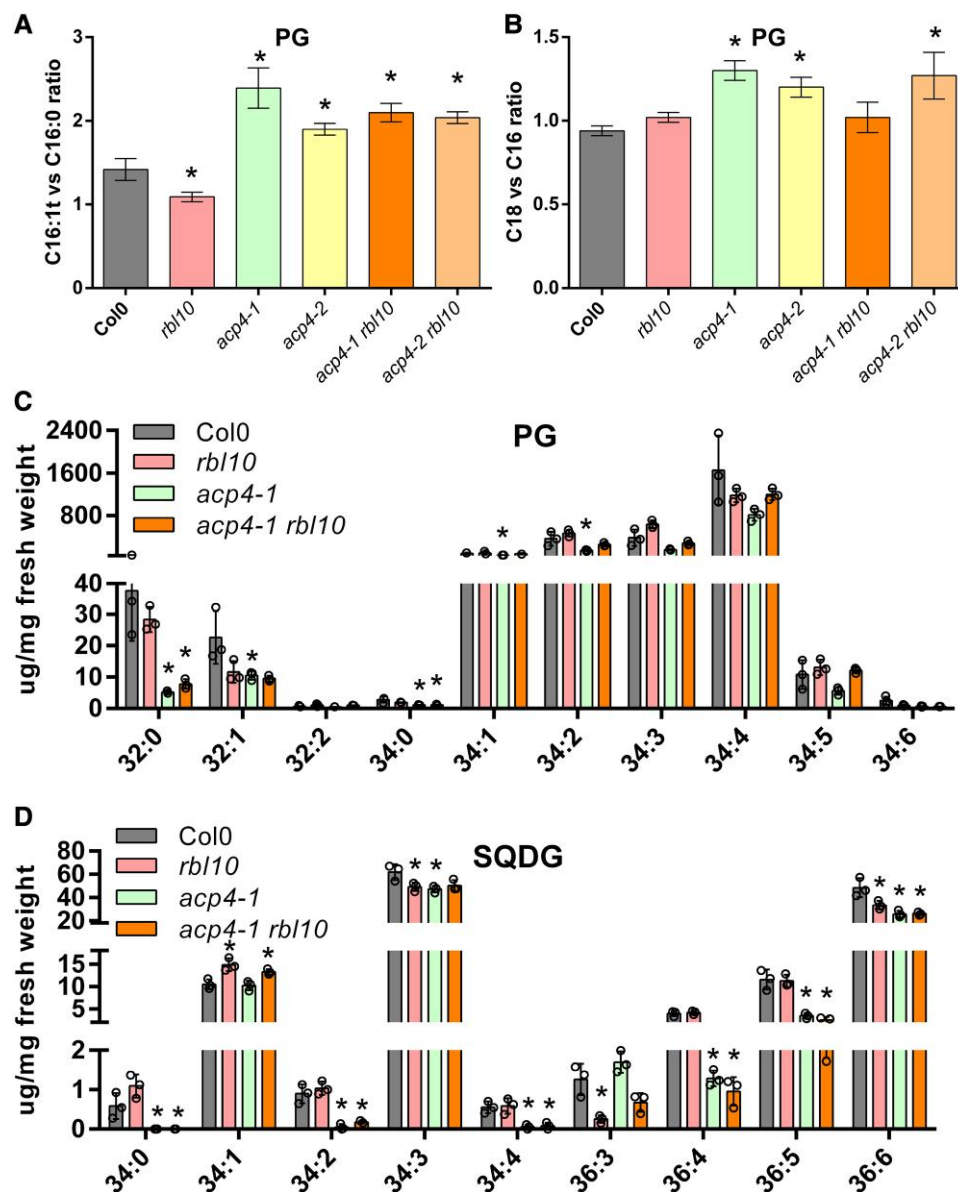 A
PG
C16:1t vs C16:0 ratio
3
2
1
0
*
*
*
*
*
Col0
rbl10
acp4-1
acp4-2
acp4-1 rbl10
acp4-2 rbl10
B
PG
C18 vs C16 ratio
1.5
1.0
0.5
0.0
*
*
*
Col0
rbl10
acp4-1
acp4-2
acp4-1 rbl10
acp4-2 rbl10
C
PG
ug/mg fresh weight
2400
1600
800
40
30
20
10
0
Col0
rbl10
acp4-1
acp4-1 rbl10
* * * * * * *
32:0
32:1
32:2
34:0
34:1
34:2
34:3
34:4
34:5
34:6
D
SQDG
ug/mg fresh weight
80
60
40
20
15
10
5
2
1
0
Col0
rbl10
acp4-1
acp4-1 rbl10
* * * * * * * * * * * * * * * * * *
34:0
34:1
34:2
34:3
34:4
36:3
36:4
36:5
36:6